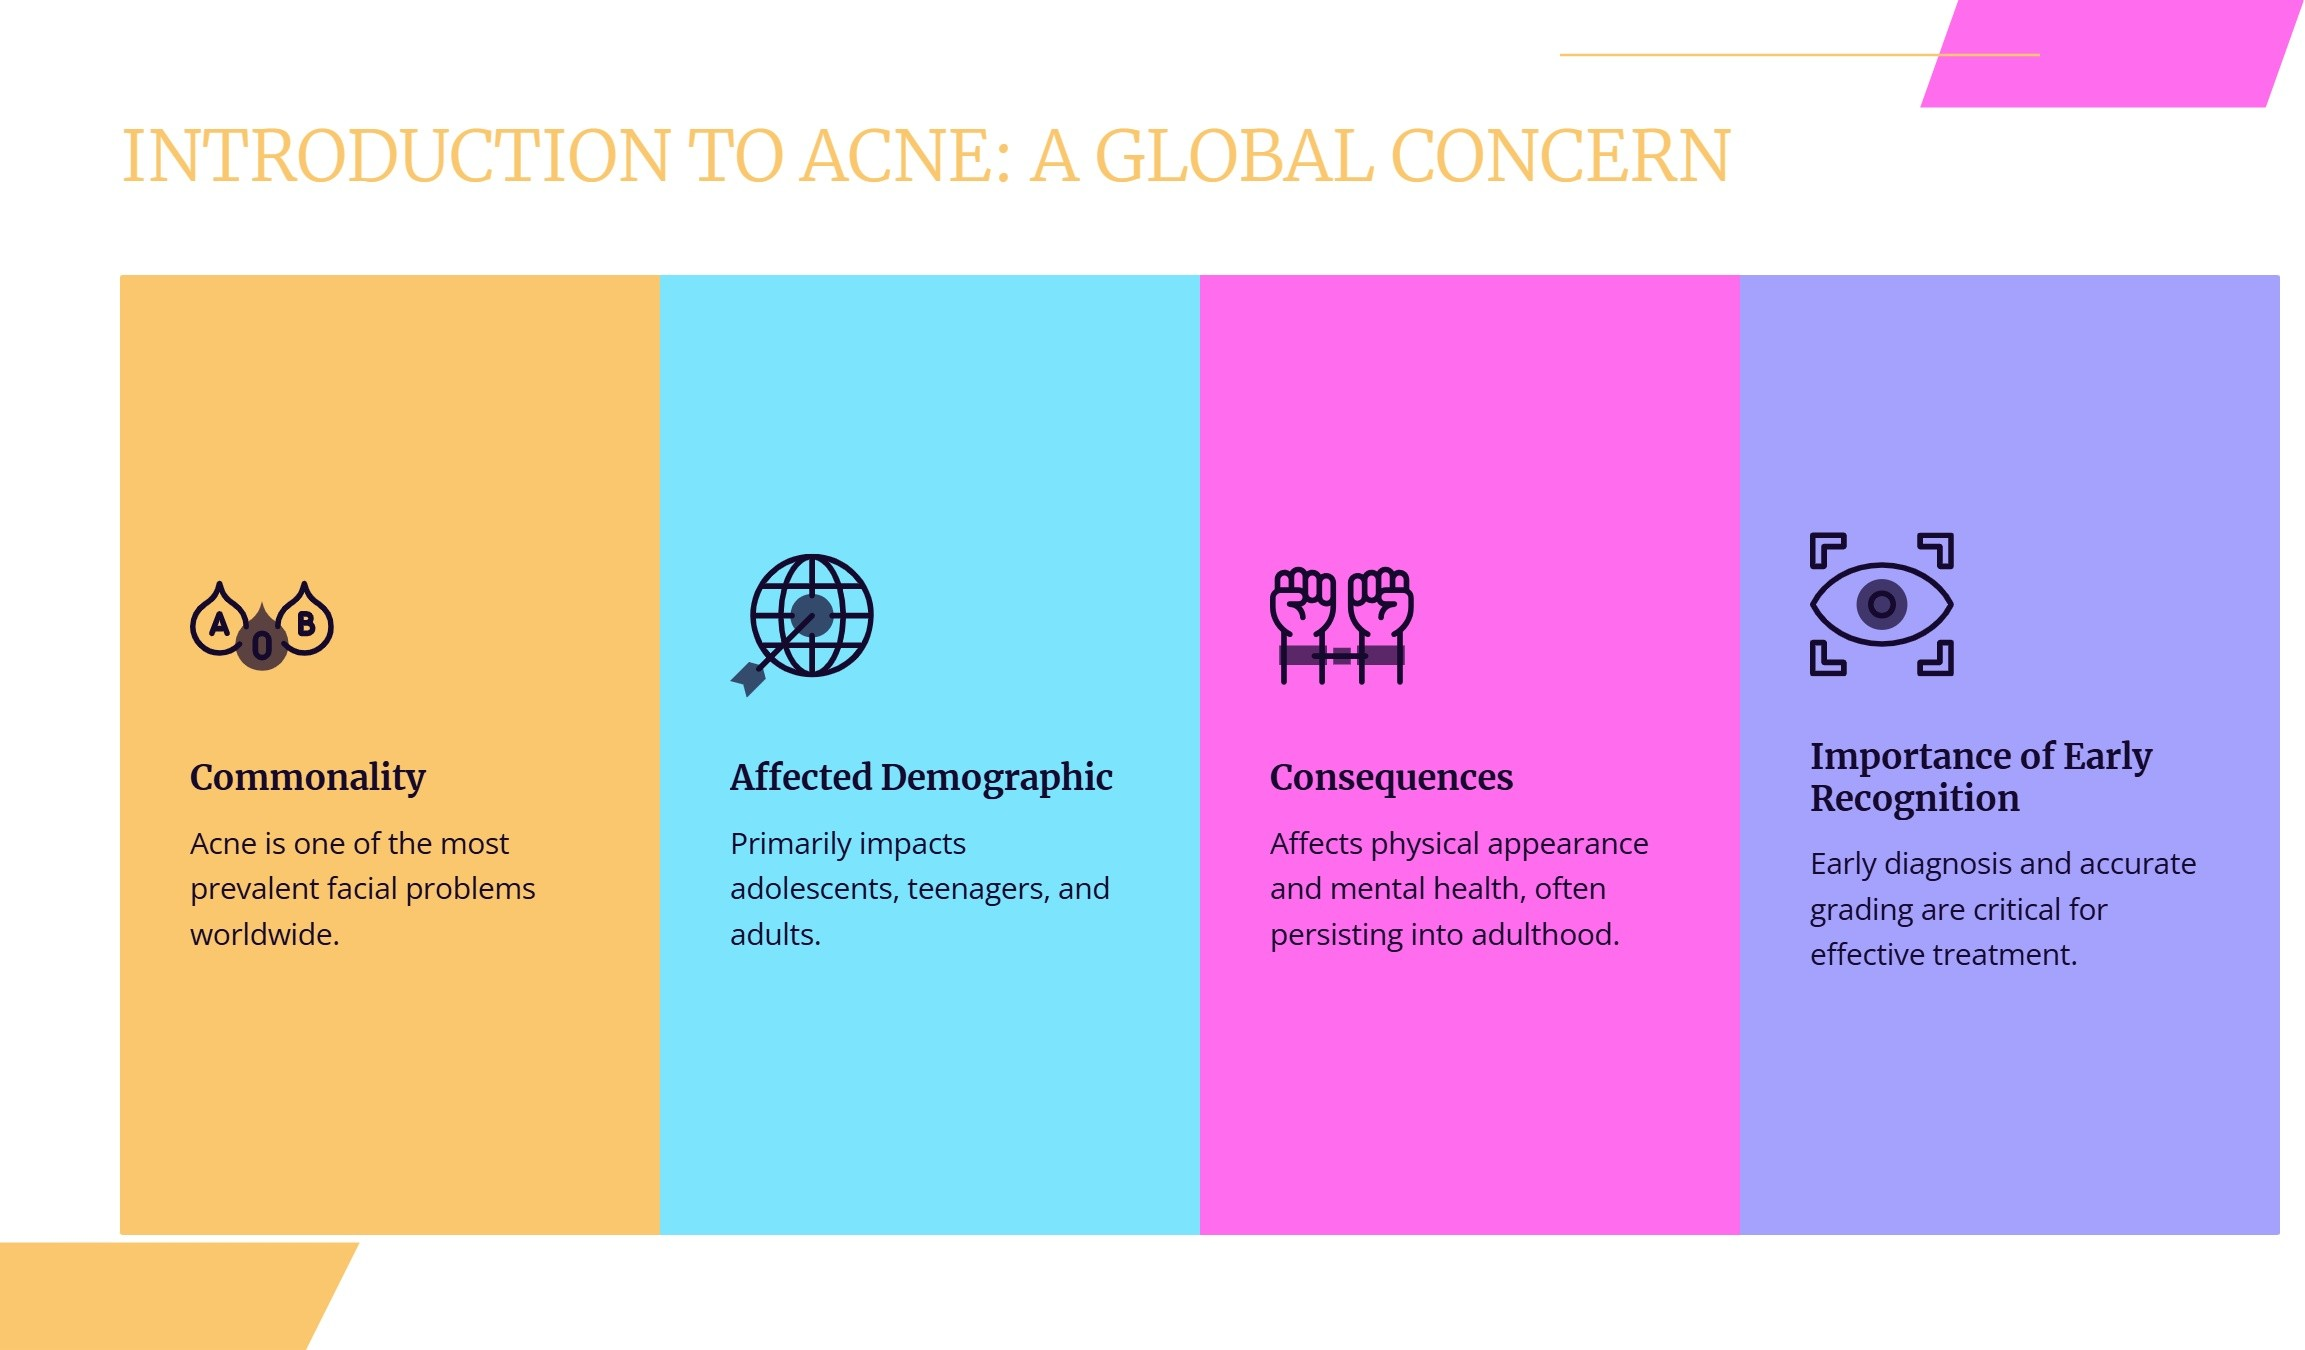 INTRODUCTION TO ACNE: A GLOBAL CONCERN
A O B
Commonality
Acne is one of the most
prevalent facial problems
worldwide.
Affected Demographic
Primarily impacts
adolescents, teenagers, and
adults.
Consequences
Affects physical appearance
and mental health, often
persisting into adulthood.
Importance of Early
Recognition
Early diagnosis and accurate
grading are critical for
effective treatment.